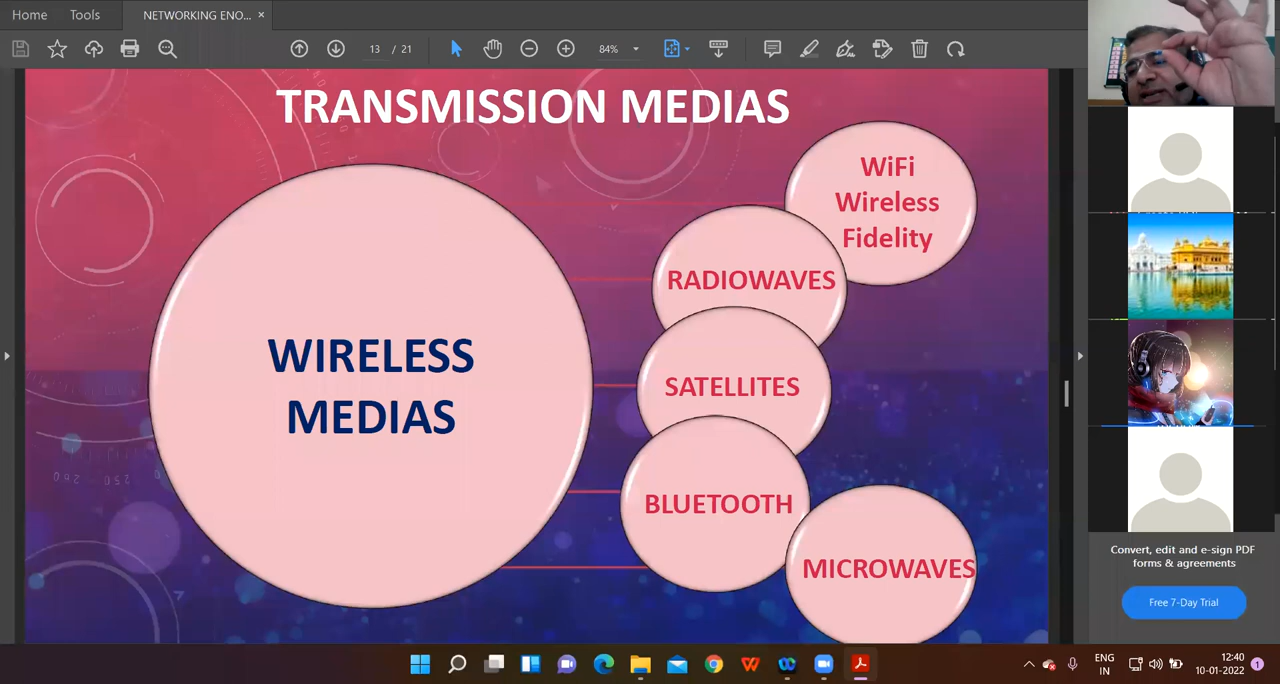 Home
Tools
NETWORKING ENO... ×
13 / 21
84%
TRANSMISSION MEDIAS
WiFi
Wireless
Fidelity
RADIOWAVES
WIRELESS
MEDIAS
SATELLITES
BLUETOOTH
MICROWAVES
Convert, edit and e-sign PDF
forms & agreements
Free 7-Day Trial
ENG
IN
12:40
10-01-2022
1